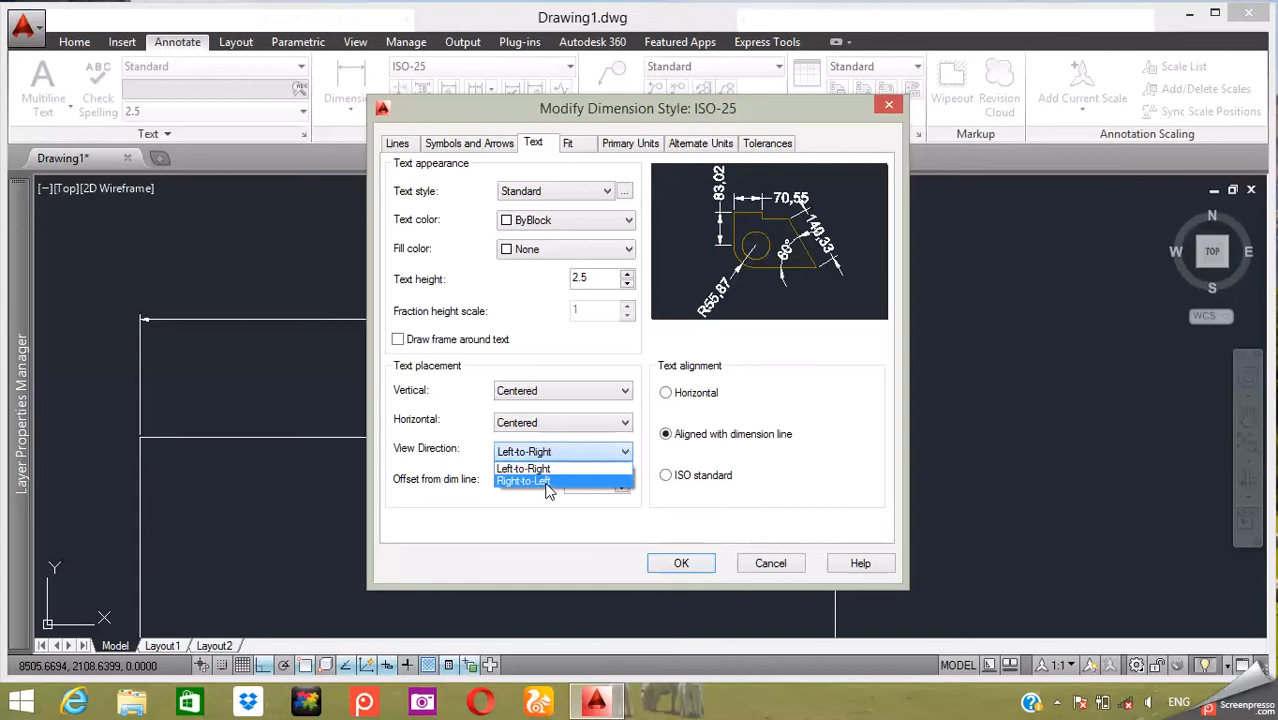 Drawing1.dwg
Home Insert Annotate Layout Parametric View Manage Output Plug-ins Autodesk 360 Featured Apps Express Tools
Standard ISO-25 Standard Standard Scale List
Multiline Text Check Spelling Wipeout Revision Cloud Add Current Scale Add/Delete Scales
2.5 Sync Scale Positions
Text Markup Annotation Scaling
Modify Dimension Style: ISO-25
Drawing1*
Lines Symbols and Arrows Text Fit Primary Units Alternate Units Tolerances
[−][Top][2D Wireframe]
Text appearance
Text style: Standard ...
Text color: ByBlock
Fill color: None
Text height: 2.5
Fraction height scale: 1
Draw frame around text
83,02
70,55
140,33
60°
R55,87
N
W TOP E
S
WCS
Layer Properties Manager
Text placement
Vertical: Centered
Horizontal: Centered
View Direction: Left-to-Right
Left-to-Right
Right-to-Left
Offset from dim line:
Text alignment
Horizontal
Aligned with dimension line
ISO standard
OK Cancel Help
Y
X
Model Layout1 Layout2
8505.6694, 2108.6399, 0.0000 MODEL 1:1
ENG
Screenpresso
.com